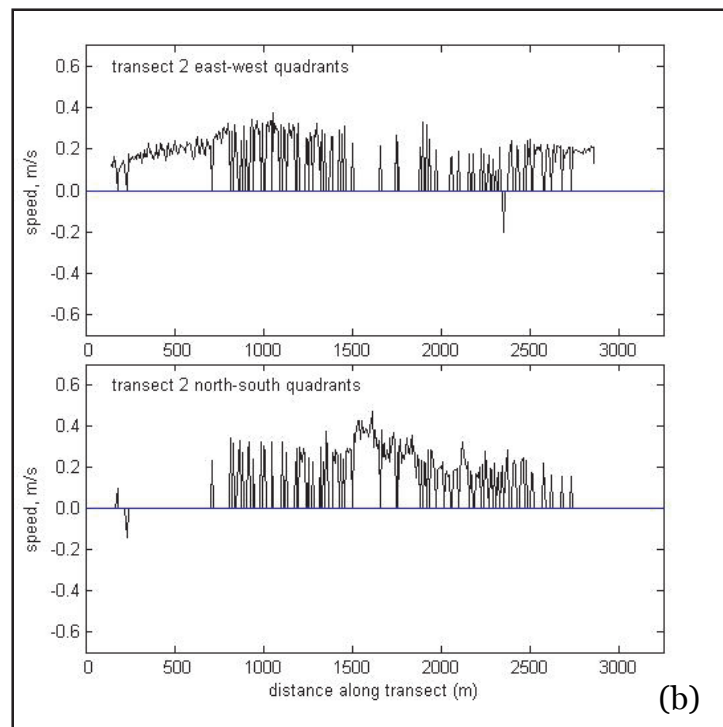 transect 2 east-west quadrants
speed, m/s
0.6
0.4
0.2
0.0
-0.2
-0.4
-0.6
0 500 1000 1500 2000 2500 3000
transect 2 north-south quadrants
speed, m/s
0.6
0.4
0.2
0.0
-0.2
-0.4
-0.6
0 500 1000 1500 2000 2500 3000
distance along transect (m)
(b)